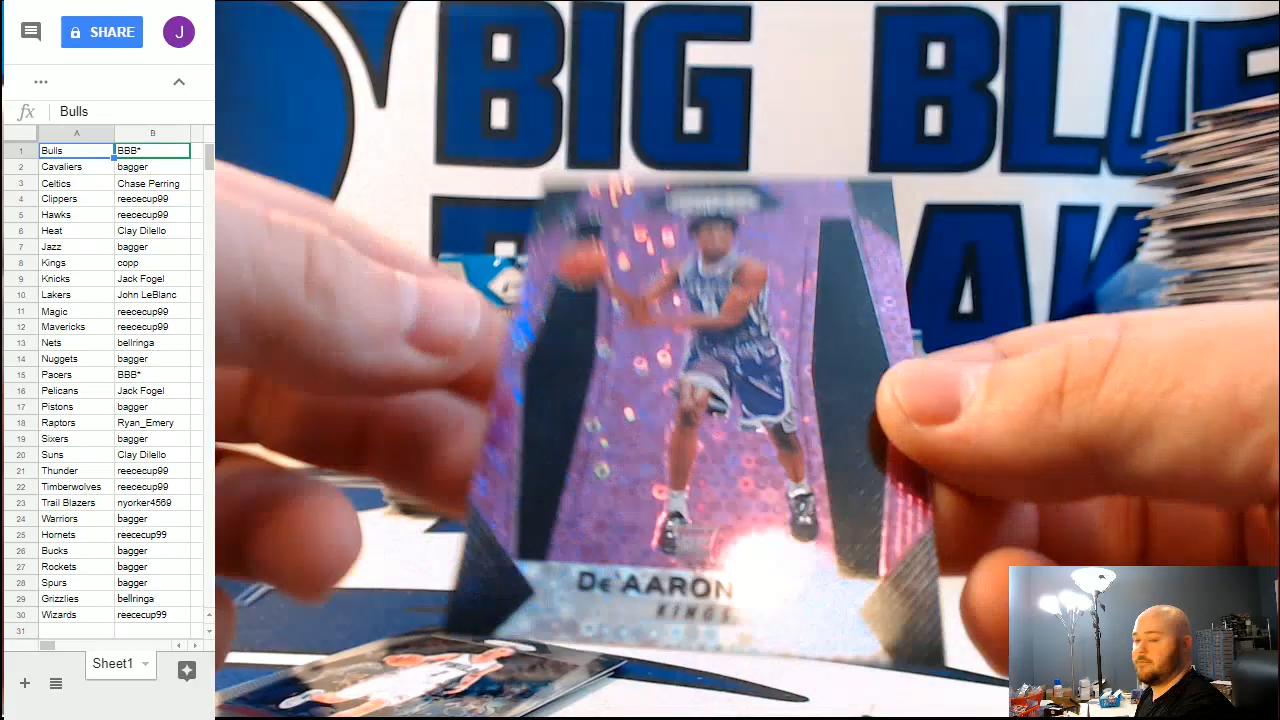 SHARE
J
...
fx Bulls
A B
1 Bulls BBB*
2 Cavaliers bagger
3 Celtics Chase Perring
4 Clippers reececup99
5 Hawks reececup99
6 Heat Clay Dilello
7 Jazz bagger
8 Kings copp
9 Knicks Jack Fogel
10 Lakers John LeBlanc
11 Magic reececup99
12 Mavericks reececup99
13 Nets bellringa
14 Nuggets bagger
15 Pacers BBB*
16 Pelicans Jack Fogel
17 Pistons bagger
18 Raptors Ryan_Emery
19 Sixers bagger
20 Suns Clay Dilello
21 Thunder reececup99
22 Timberwolves reececup99
23 Trail Blazers nyorker4569
24 Warriors bagger
25 Hornets reececup99
26 Bucks bagger
27 Rockets bagger
28 Spurs bagger
29 Grizzlies bellringa
30 Wizards reececup99
31
Sheet1
BIG BLUE
De'AARON
KINGS